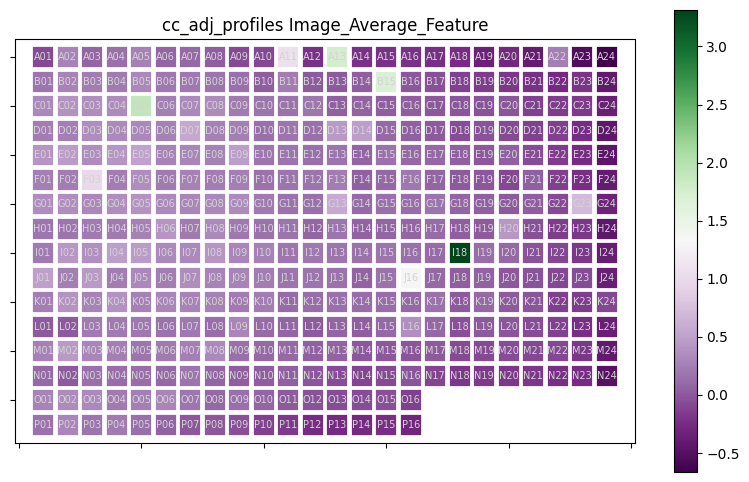 cc_adj_profiles Image_Average_Feature
A01 A02 A03 A04 A05 A06 A07 A08 A09 A10 A11 A12 A13 A14 A15 A16 A17 A18 A19 A20 A21 A22 A23 A24
B01 B02 B03 B04 B05 B06 B07 B08 B09 B10 B11 B12 B13 B14 B15 B16 B17 B18 B19 B20 B21 B22 B23 B24
C01 C02 C03 C04 C06 C07 C08 C09 C10 C11 C12 C13 C14 C15 C16 C17 C18 C19 C20 C21 C22 C23 C24
D01 D02 D03 D04 D05 D06 D07 D08 D09 D10 D11 D12 D13 D14 D15 D16 D17 D18 D19 D20 D21 D22 D23 D24
E01 E02 E03 E04 E05 E06 E07 E08 E09 E10 E11 E12 E13 E14 E15 E16 E17 E18 E19 E20 E21 E22 E23 E24
F01 F02 F03 F04 F05 F06 F07 F08 F09 F10 F11 F12 F13 F14 F15 F16 F17 F18 F19 F20 F21 F22 F23 F24
G01 G02 G03 G04 G05 G06 G07 G08 G09 G10 G11 G12 G13 G14 G15 G16 G17 G18 G19 G20 G21 G22 G23 G24
H01 H02 H03 H04 H05 H06 H07 H08 H09 H10 H11 H12 H13 H14 H15 H16 H17 H18 H19 H20 H21 H22 H23 H24
I01 I02 I03 I04 I05 I06 I07 I08 I09 I10 I11 I12 I13 I14 I15 I16 I17 I18 I19 I20 I21 I22 I23 I24
J01 J02 J03 J04 J05 J06 J07 J08 J09 J10 J11 J12 J13 J14 J15 J16 J17 J18 J19 J20 J21 J22 J23 J24
K01 K02 K03 K04 K05 K06 K07 K08 K09 K10 K11 K12 K13 K14 K15 K16 K17 K18 K19 K20 K21 K22 K23 K24
L01 L02 L03 L04 L05 L06 L07 L08 L09 L10 L11 L12 L13 L14 L15 L16 L17 L18 L19 L20 L21 L22 L23 L24
M01 M02 M03 M04 M05 M06 M07 M08 M09 M10 M11 M12 M13 M14 M15 M16 M17 M18 M19 M20 M21 M22 M23 M24
N01 N02 N03 N04 N05 N06 N07 N08 N09 N10 N11 N12 N13 N14 N15 N16 N17 N18 N19 N20 N21 N22 N23 N24
O01 O02 O03 O04 O05 O06 O07 O08 O09 O10 O11 O12 O13 O14 O15 O16
P01 P02 P03 P04 P05 P06 P07 P08 P09 P10 P11 P12 P13 P14 P15 P16
3.0
2.5
2.0
1.5
1.0
0.5
0.0
−0.5